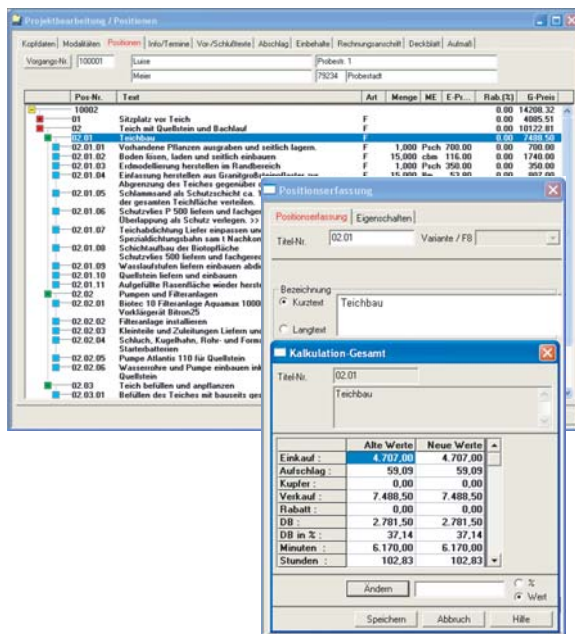 Projektbearbeitung / Positionen
Kopfdaten Modalitäten Positionen Info/Termine Vor-/Schlußtexte Abschlag Einbehalte Rechnungsanschrift Deckblatt Aufmaß
Vorgangs-Nr. 100001 Luise Probestr. 1
Meier 79234 Probestadt
Pos-Nr. Text Art Menge ME E-Pr... Rab.(%) G-Preis
10002 0.00 14208.32
01 Sitzplatz vor Teich F 0.00 4085.51
02 Teich mit Quellstein und Bachlauf F 0.00 10122.81
02.01 Teichbau F 0.00 7488.50
02.01.01 Vorhandene Pflanzen ausgraben und seitlich lagern. F 1,000 Psch 700.00 0.00 700.00
02.01.02 Boden lösen, laden und seitlich einbauen F 15,000 cbm 116.00 0.00 1740.00
02.01.03 Erdmodellierung herstellen im Randbereich F 1,000 Psch 350.00 0.00 350.00
02.01.04 Einfassung herstellen aus Granitgroßsteinpflaster zur F 15,000
Abgrenzung des Teiches gegenüber
02.01.05 Schlammsand als Schutzschicht ca. 1
der gesamten Teichfläche verteilen.
02.01.06 Schutzvlies P 500 liefern und fachger
Überlappung als Schutz verlegen. >>
02.01.07 Teichabdichtung Liefer einpassen und
Spezialdichtungsbahn sam t Nachkon
02.01.08 Schichtaufbau der Biotopfläche
Schutzvlies 500 liefern und fachgerec
02.01.09 Wasslaufstufen liefern einbauen abdi
02.01.10 Quellstein liefern und einbauen
02.01.11 Aufgefüllte Rasenfläche wieder herst
02.02 Pumpen und Filteranlagen
02.02.01 Biotec 10 Filteranlage Aquamax 1000
Vorklärgerät Bitron25
02.02.02 Filteranlage installieren
02.02.03 Kleinteile und Zuleitungen Liefern und
02.02.04 Schluch, Kugelhahn, Rohr- und Form
Starterbatterien
02.02.05 Pumpe Atlantis 110 für Quellstein
02.02.06 Wasserrohre und Pumpe einbauen ink
Quellstein
02.03 Teich befüllen und anpflanzen
02.03.01 Befüllen des Teiches mit bauseits ges
Positionserfassung
Positionserfassung Eigenschaften
Titel-Nr. 02.01 Variante / F8
Bezeichnung
Kurztext Teichbau
Langtext
Kalkulation-Gesamt
Titel-Nr. 02.01
Teichbau
Alte Werte Neue Werte
Einkauf : 4.707,00 4.707,00
Aufschlag : 59,09 59,09
Kupfer : 0,00 0,00
Verkauf : 7.488,50 7.488,50
Rabatt : 0,00 0,00
DB : 2.781,50 2.781,50
DB in % : 37,14 37,14
Minuten : 6.170,00 6.170,00
Stunden : 102,83 102,83
Ändern %
Wert
Speichern Abbruch Hilfe